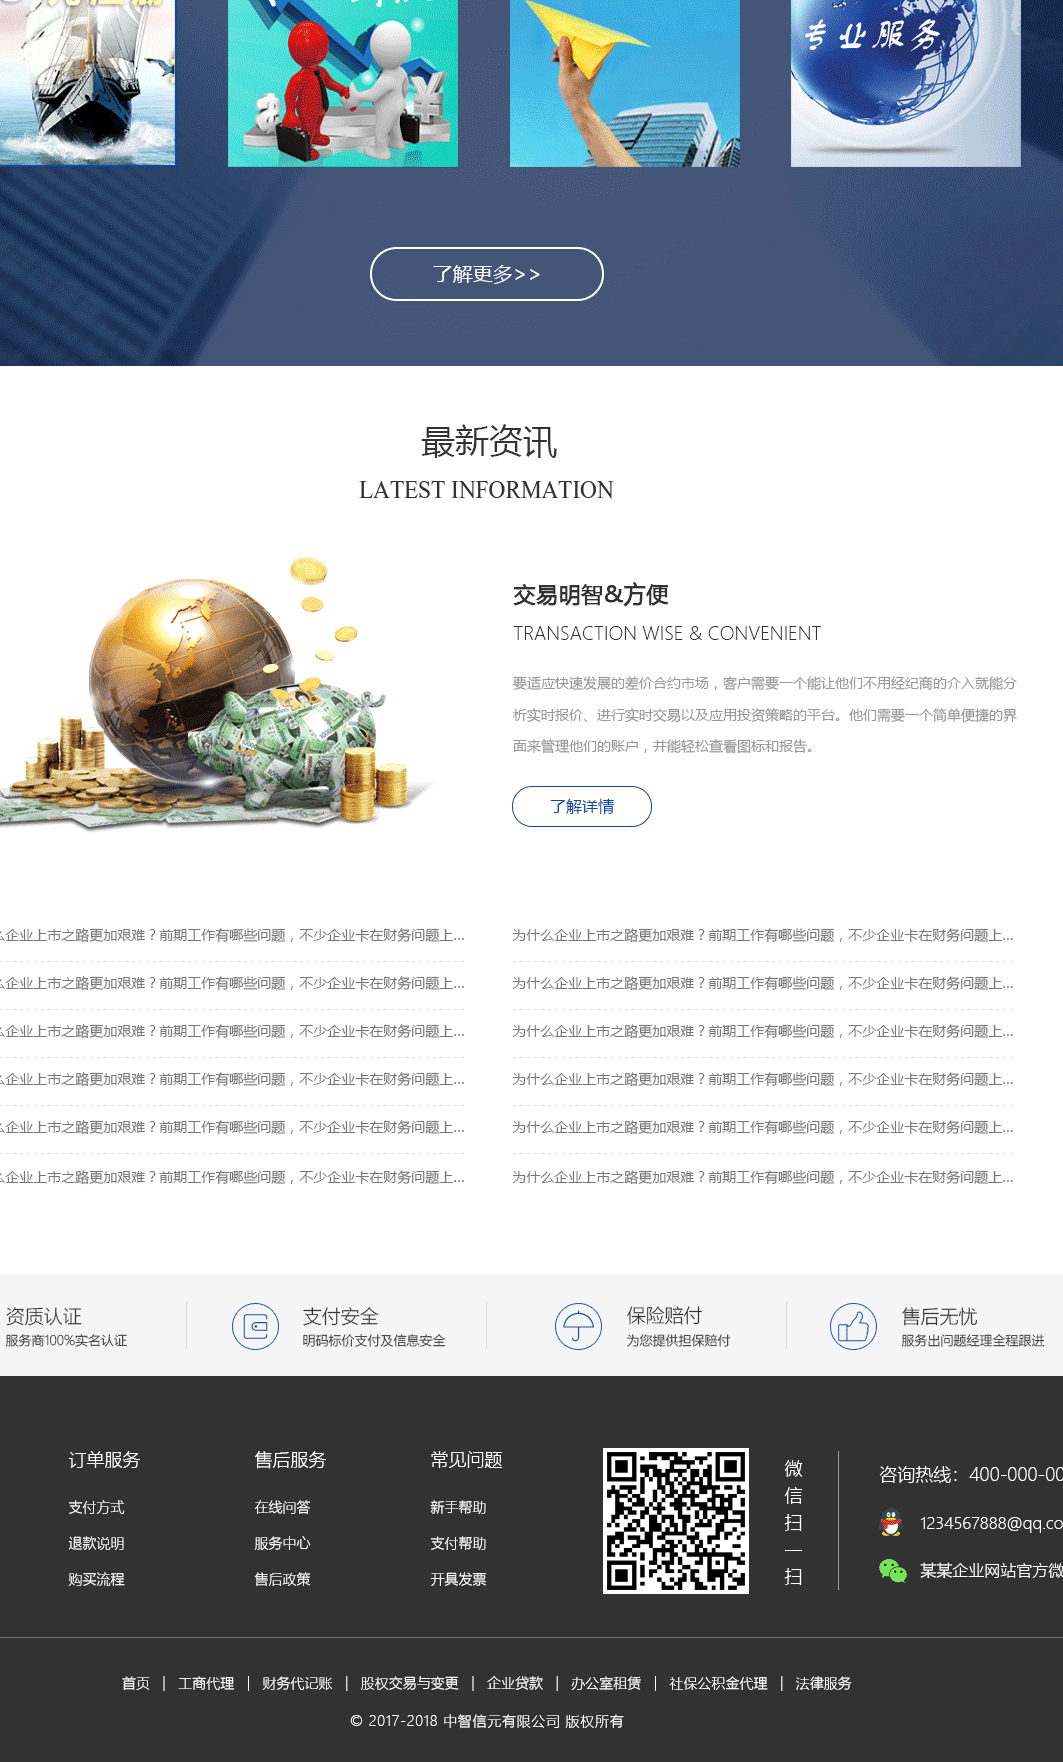 专业服务
了解更多>>
最新资讯
LATEST INFORMATION
交易明智&方便
TRANSACTION WISE & CONVENIENT
要适应快速发展的差价合约市场，客户需要一个能让他们不用经纪商的介入就能分
析实时报价、进行实时交易以及应用投资策略的平台。他们需要一个简单便捷的界
面来管理他们的账户，并能轻松查看图标和报告。
了解详情
么企业上市之路更加艰难？前期工作有哪些问题，不少企业卡在财务问题上...
为什么企业上市之路更加艰难？前期工作有哪些问题，不少企业卡在财务问题上...
么企业上市之路更加艰难？前期工作有哪些问题，不少企业卡在财务问题上...
为什么企业上市之路更加艰难？前期工作有哪些问题，不少企业卡在财务问题上...
么企业上市之路更加艰难？前期工作有哪些问题，不少企业卡在财务问题上...
为什么企业上市之路更加艰难？前期工作有哪些问题，不少企业卡在财务问题上...
么企业上市之路更加艰难？前期工作有哪些问题，不少企业卡在财务问题上...
为什么企业上市之路更加艰难？前期工作有哪些问题，不少企业卡在财务问题上...
么企业上市之路更加艰难？前期工作有哪些问题，不少企业卡在财务问题上...
为什么企业上市之路更加艰难？前期工作有哪些问题，不少企业卡在财务问题上...
么企业上市之路更加艰难？前期工作有哪些问题，不少企业卡在财务问题上...
为什么企业上市之路更加艰难？前期工作有哪些问题，不少企业卡在财务问题上...
资质认证
服务商100%实名认证
支付安全
明码标价支付及信息安全
保险赔付
为您提供担保赔付
售后无忧
服务出问题经理全程跟进
订单服务
支付方式
退款说明
购买流程
售后服务
在线问答
服务中心
售后政策
常见问题
新手帮助
支付帮助
开具发票
微信扫一扫
咨询热线：400-000-00
1234567888@qq.co
某某企业网站官方微
首页 | 工商代理 | 财务代记账 | 股权交易与变更 | 企业贷款 | 办公室租赁 | 社保公积金代理 | 法律服务
© 2017-2018 中智信元有限公司 版权所有